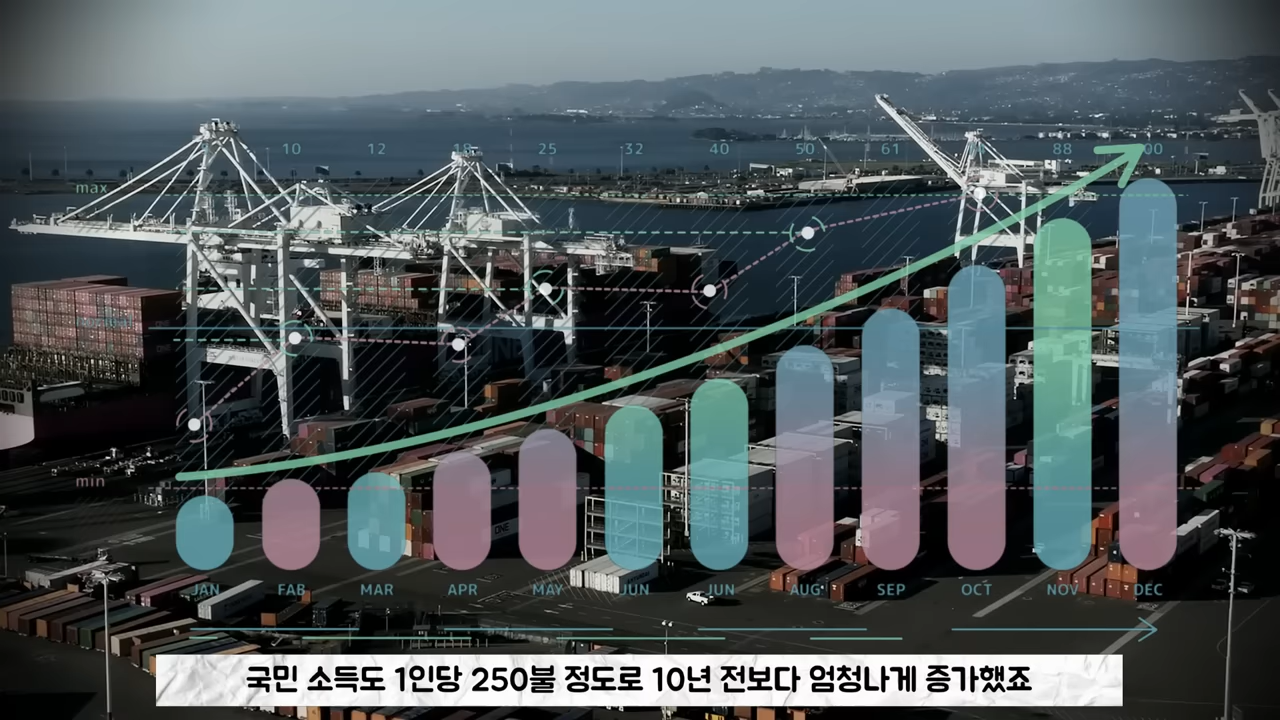 10 12 18 25 32 40 50 61 88
max
min
JAN FAB MAR APR MAY JUN JUN AUG SEP OCT NOV DEC
국민 소득도 1인당 250불 정도로 10년 전보다 엄청나게 증가했죠